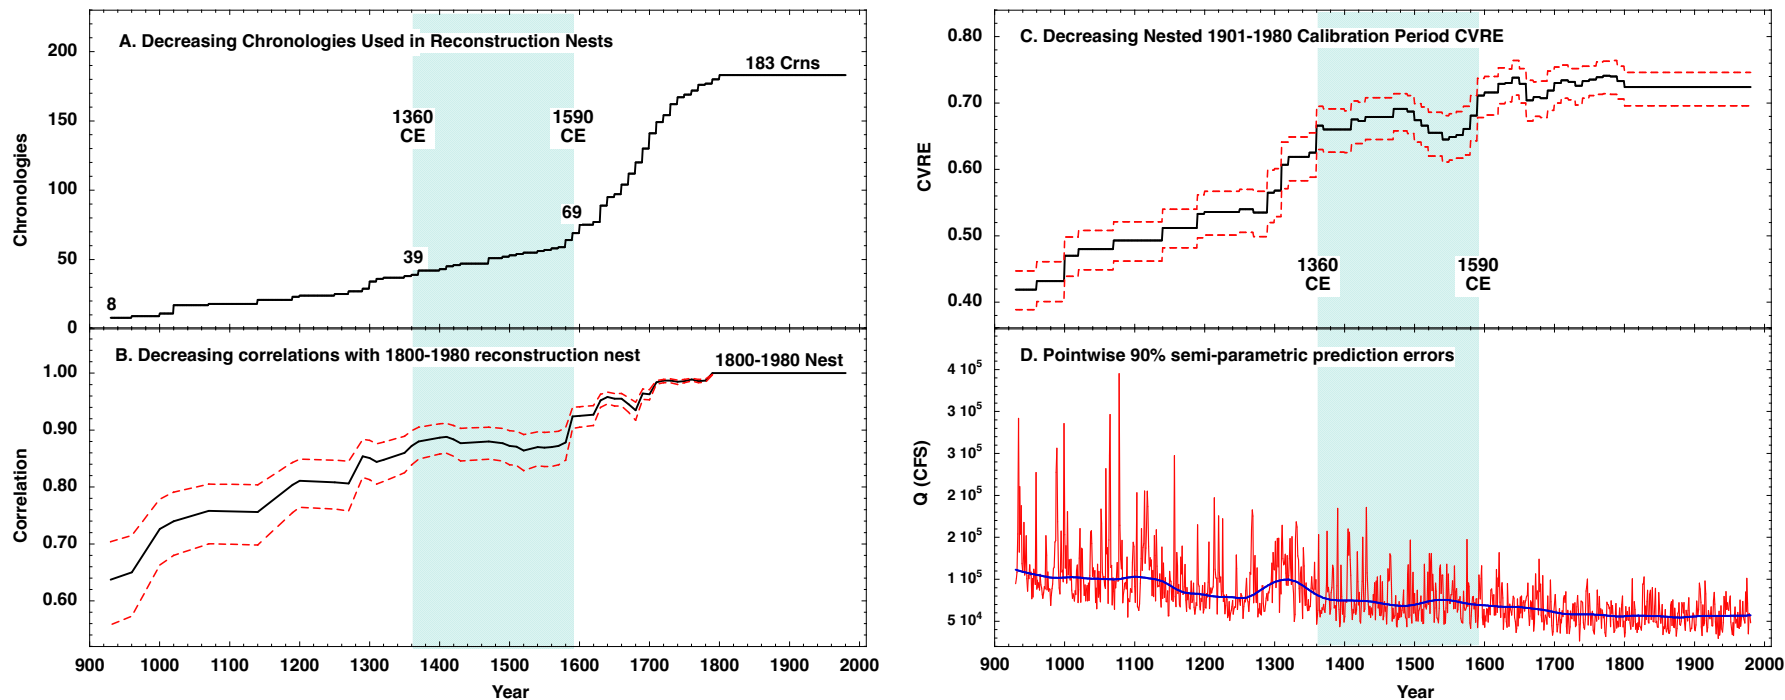 A. Decreasing Chronologies Used in Reconstruction Nests
183 Crns
1360
CE
1590
CE
69
39
8
200
150
100
50
0
Chronologies
B. Decreasing correlations with 1800-1980 reconstruction nest
1800-1980 Nest
1.00
0.90
0.80
0.70
0.60
Correlation
900 1000 1100 1200 1300 1400 1500 1600 1700 1800 1900 2000
Year
C. Decreasing Nested 1901-1980 Calibration Period CVRE
0.80
0.70
0.60
0.50
0.40
CVRE
1360
CE
1590
CE
D. Pointwise 90% semi-parametric prediction errors
4 10⁵
3 10⁵
3 10⁵
2 10⁵
2 10⁵
1 10⁵
5 10⁴
Q (CFS)
900 1000 1100 1200 1300 1400 1500 1600 1700 1800 1900 2000
Year